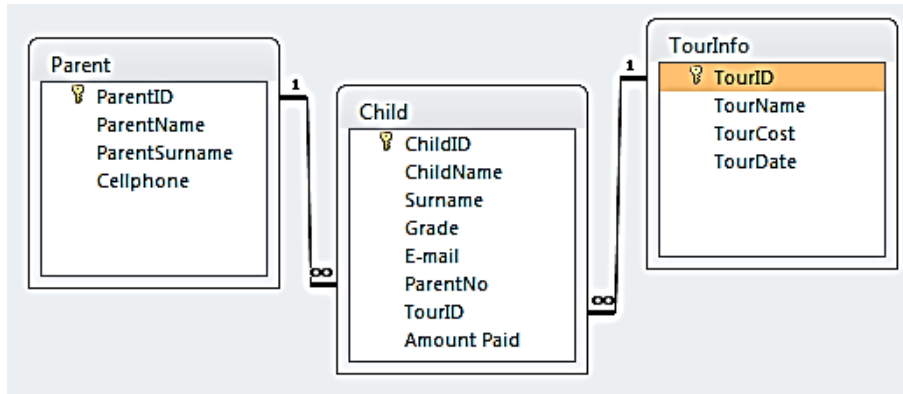 Parent
ParentID
ParentName
ParentSurname
Cellphone
1
∞
Child
ChildID
ChildName
Surname
Grade
E-mail
ParentNo
TourID
Amount Paid
∞
1
TourInfo
TourID
TourName
TourCost
TourDate